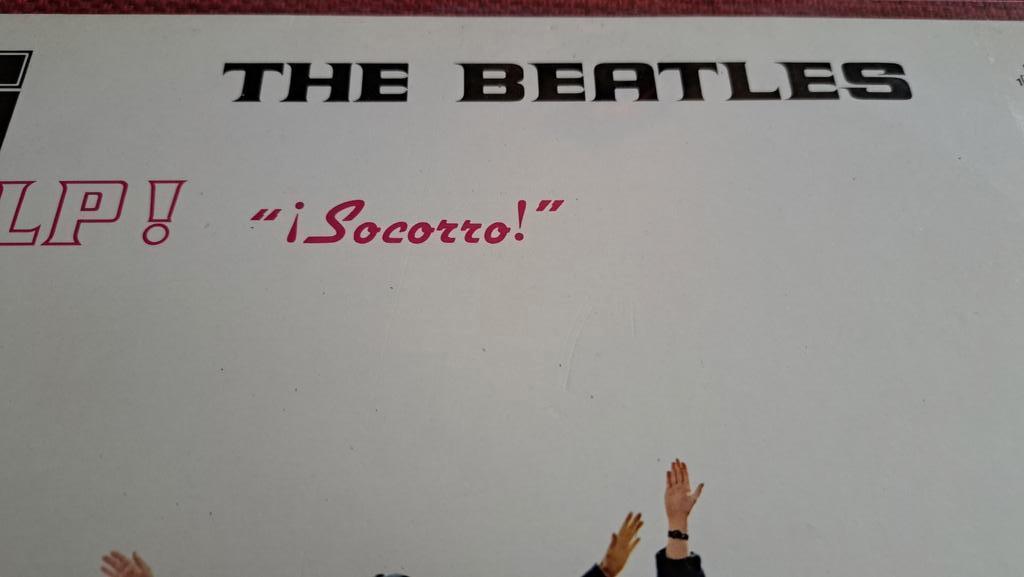 THE BEATLES
LP! "¡Socorro!"